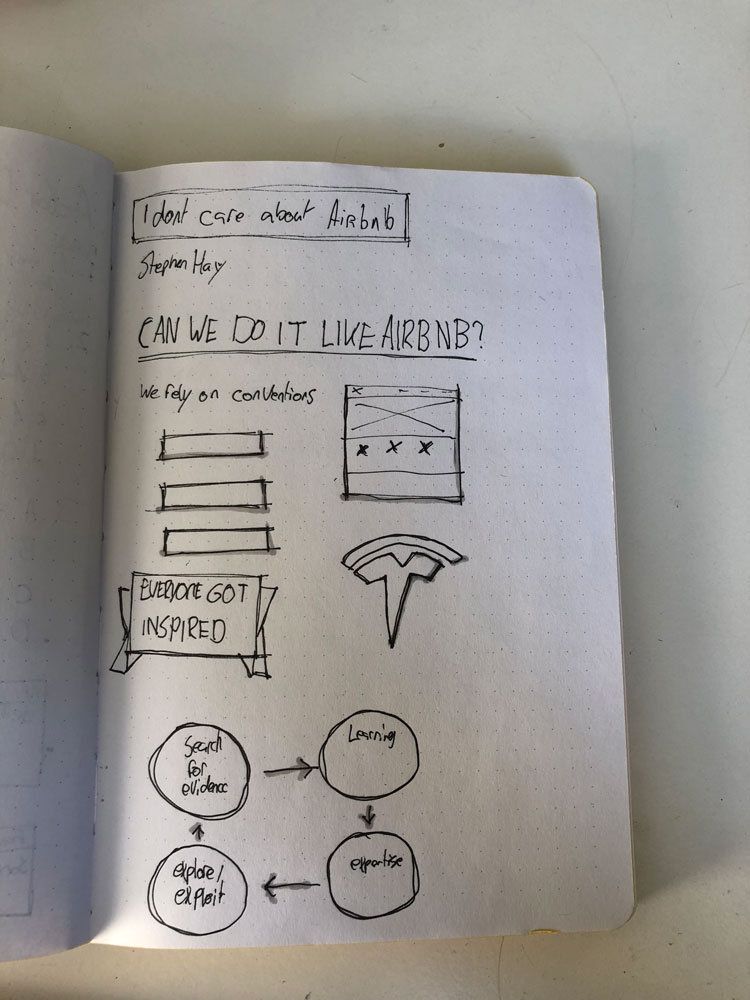 I dont care about Airbnb
Stephen Hay
CAN WE DO IT LIKE AIRBNB?
We rely on conventions
EVERYONE GOT
INSPIRED
Search
for
evidence
Learning
expertise
explore/
exploit